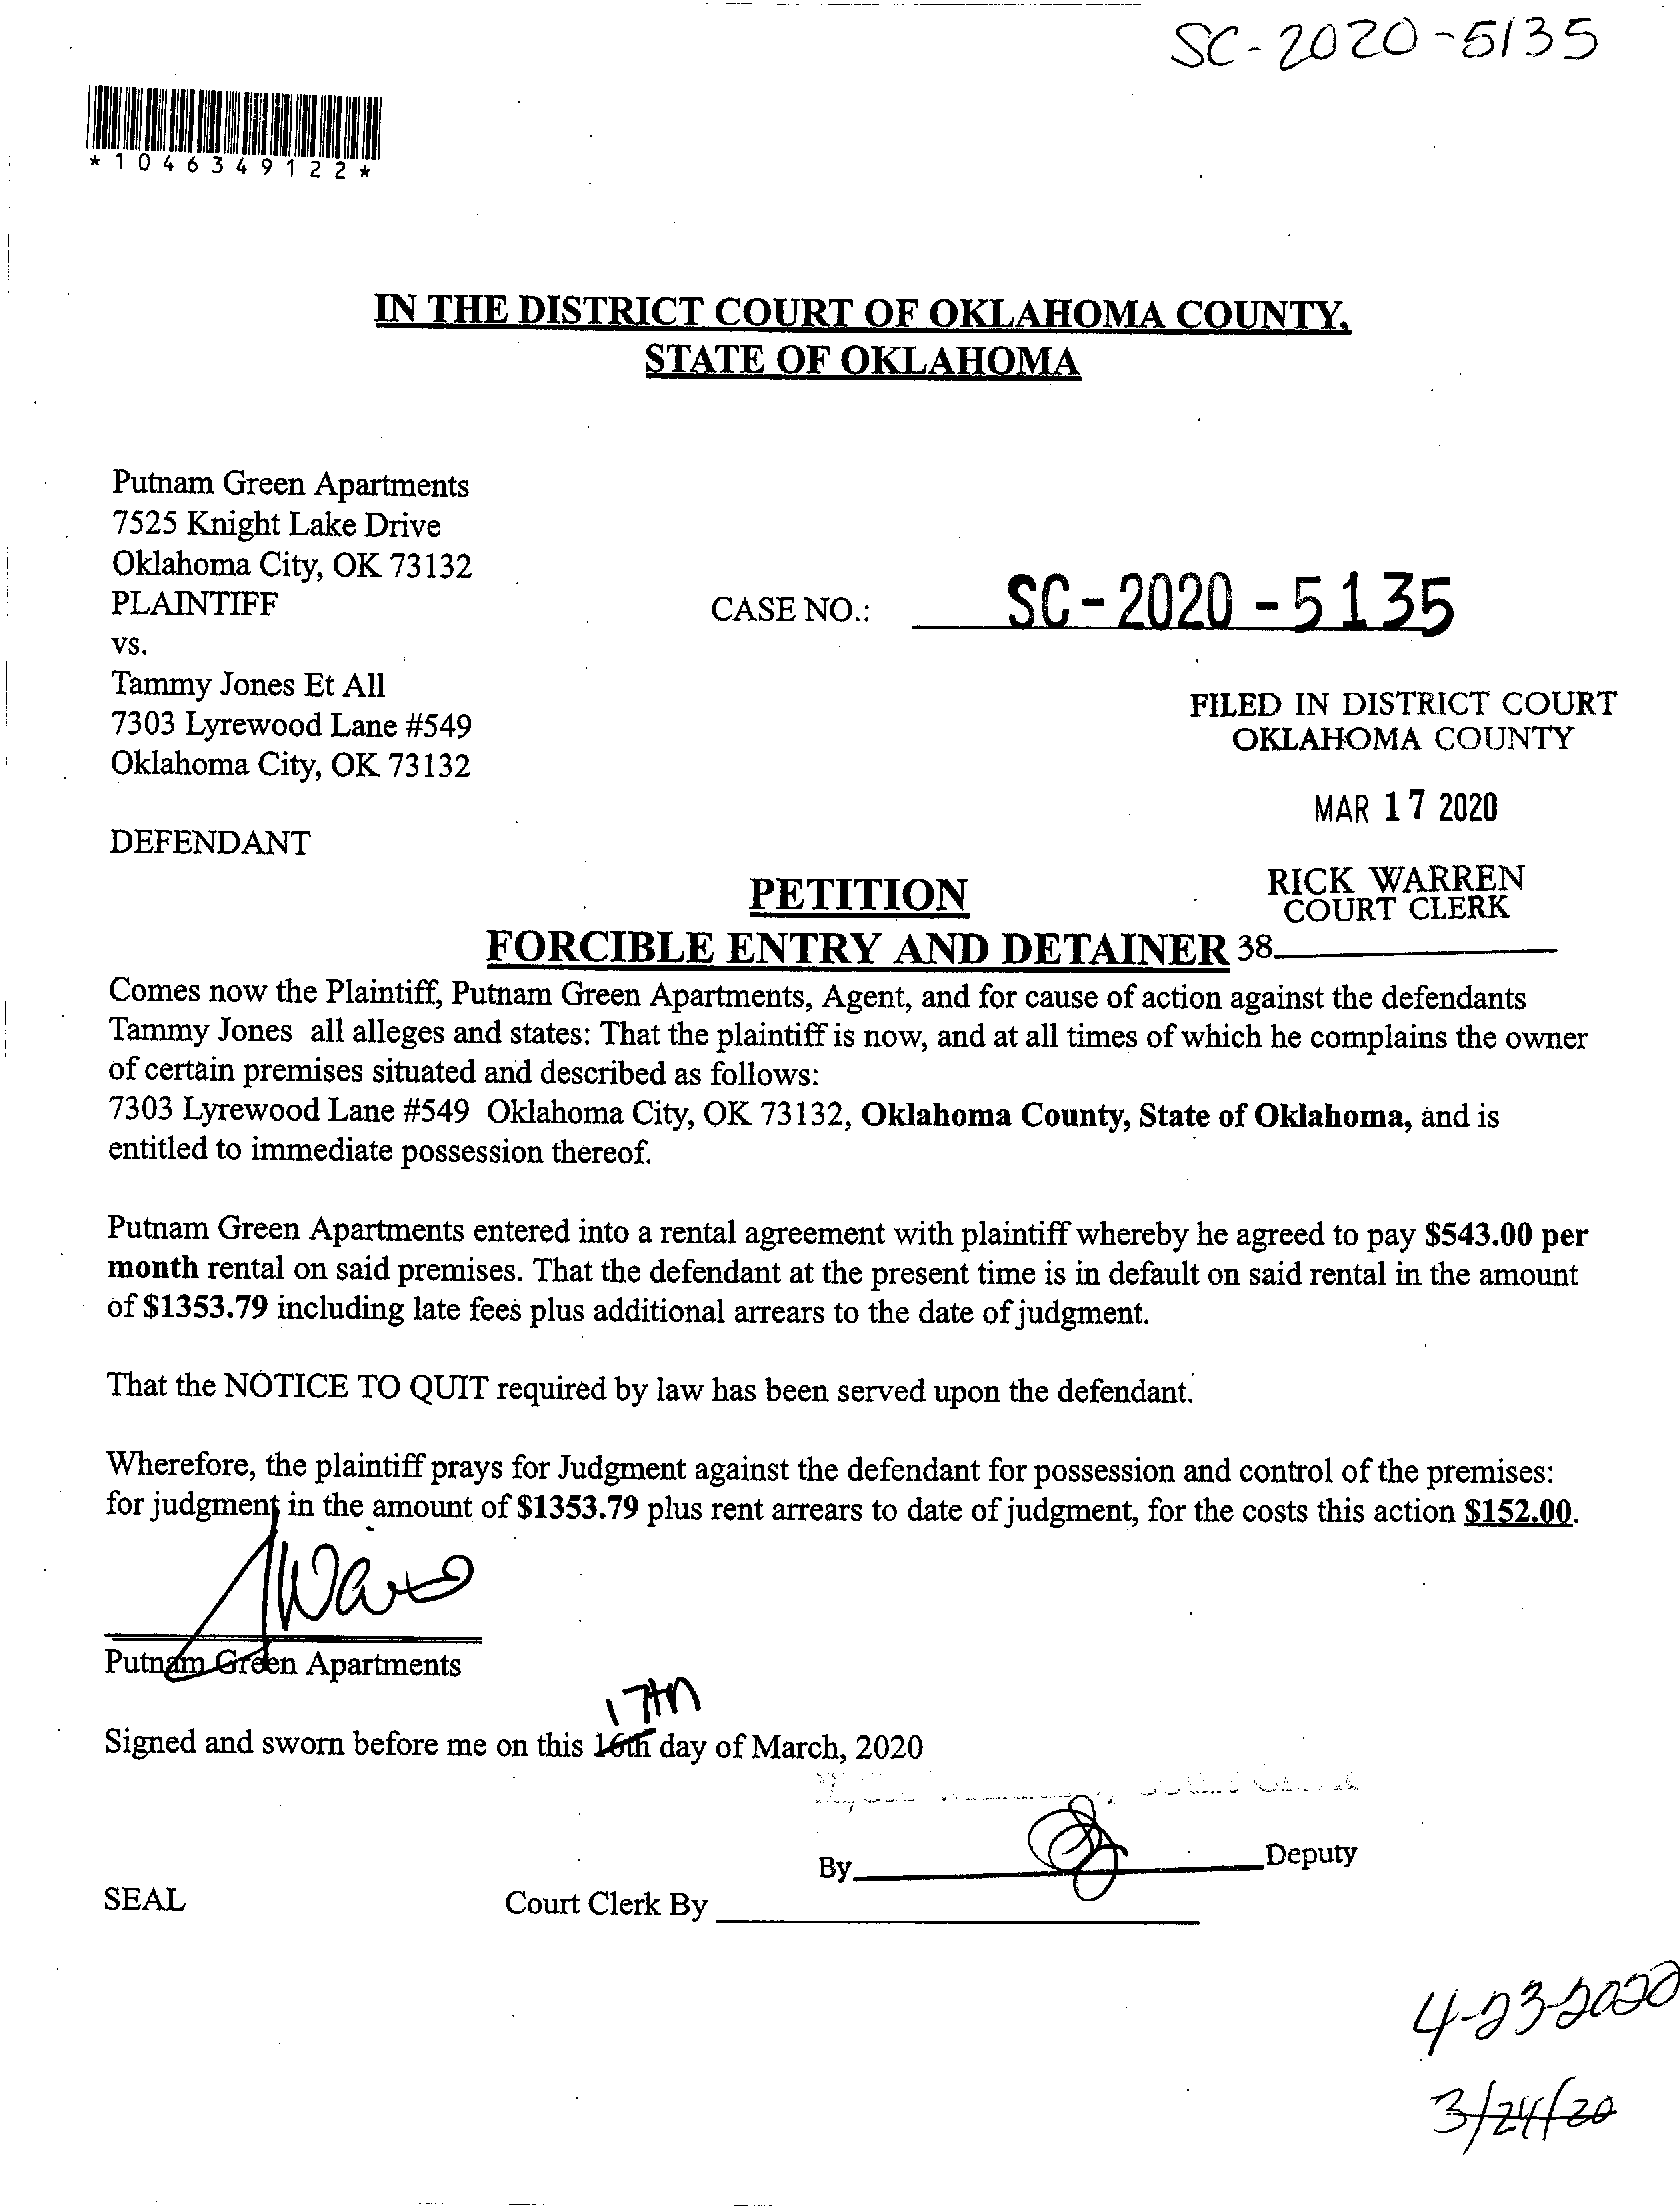 SC-2020-5135
*1046349122*
IN THE DISTRICT COURT OF OKLAHOMA COUNTY,
STATE OF OKLAHOMA
Putnam Green Apartments
7525 Knight Lake Drive
Oklahoma City, OK 73132
PLAINTIFF
CASE NO.: SC-2020-5135
vs.
Tammy Jones Et All
7303 Lyrewood Lane #549
Oklahoma City, OK 73132
FILED IN DISTRICT COURT
OKLAHOMA COUNTY
MAR 17 2020
DEFENDANT
RICK WARREN
COURT CLERK
PETITION
FORCIBLE ENTRY AND DETAINER 38
Comes now the Plaintiff, Putnam Green Apartments, Agent, and for cause of action against the defendants
Tammy Jones all alleges and states: That the plaintiff is now, and at all times of which he complains the owner
of certain premises situated and described as follows:
7303 Lyrewood Lane #549 Oklahoma City, OK 73132, Oklahoma County, State of Oklahoma, and is
entitled to immediate possession thereof.
Putnam Green Apartments entered into a rental agreement with plaintiff whereby he agreed to pay $543.00 per
month rental on said premises. That the defendant at the present time is in default on said rental in the amount
of $1353.79 including late fees plus additional arrears to the date of judgment.
That the NOTICE TO QUIT required by law has been served upon the defendant.
Wherefore, the plaintiff prays for Judgment against the defendant for possession and control of the premises:
for judgment in the amount of $1353.79 plus rent arrears to date of judgment, for the costs this action $152.00.
Putnam Green Apartments
17th
Signed and sworn before me on this 16th day of March, 2020
By Deputy
SEAL
Court Clerk By
4-23-2020
3/24/20